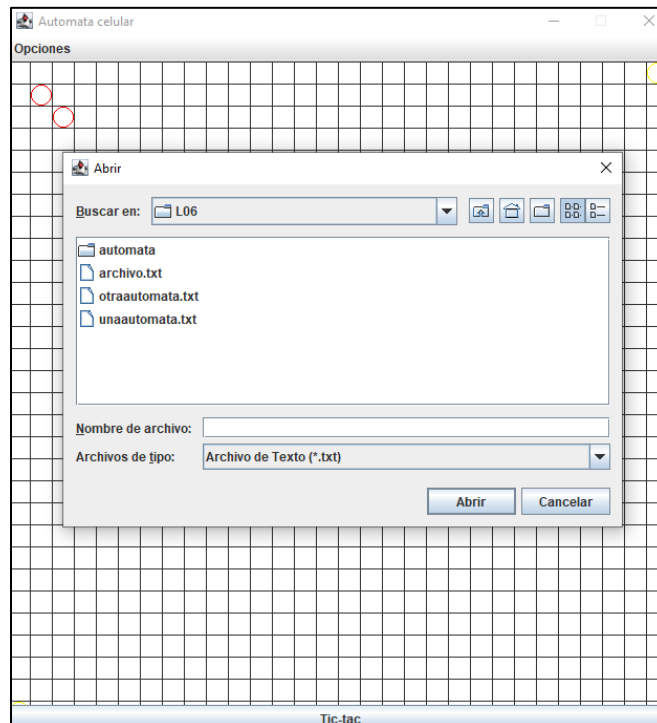 Automata celular
Opciones
Abrir
Buscar en: L06
automata
archivo.txt
otraautomata.txt
unaautomata.txt
Nombre de archivo:
Archivos de tipo: Archivo de Texto (*.txt)
Abrir Cancelar
Tic-tac